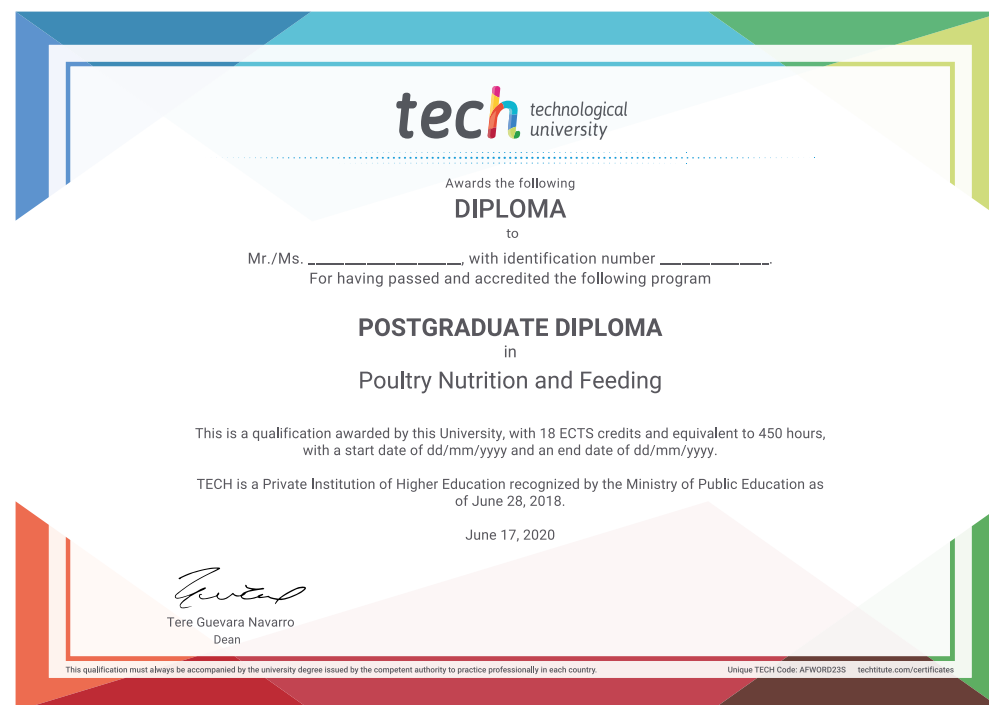 tech technological
university
Awards the following
DIPLOMA
to
Mr./Ms. ____________________, with identification number ______________.
For having passed and accredited the following program
POSTGRADUATE DIPLOMA
in
Poultry Nutrition and Feeding
This is a qualification awarded by this University, with 18 ECTS credits and equivalent to 450 hours,
with a start date of dd/mm/yyyy and an end date of dd/mm/yyyy.
TECH is a Private Institution of Higher Education recognized by the Ministry of Public Education as
of June 28, 2018.
June 17, 2020
Tere Guevara Navarro
Dean
This qualification must always be accompanied by the university degree issued by the competent authority to practice professionally in each country.
Unique TECH Code: AFWORD23S techtitute.com/certificates